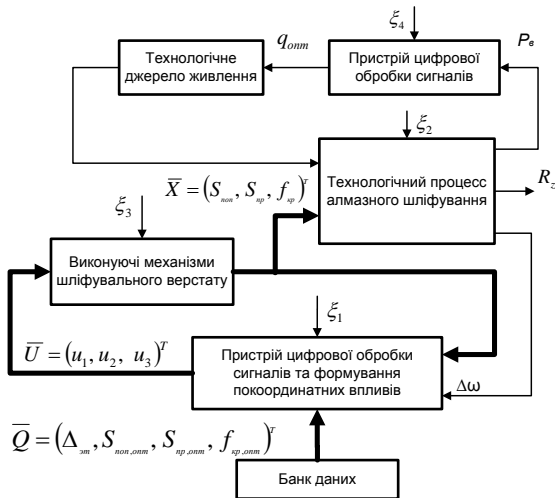 ξ₄
q_опт
P_в
Технологічне
джерело живлення
Пристрій цифрової
обробки сигналів
ξ₂
Технологічний процесс
алмазного шліфування
R_z
X̅ = (S_поп, S_пр, f_кр)^T
ξ₃
Виконуючі механізми
шліфувального верстату
ξ₁
U̅ = (u₁, u₂, u₃)^T
Пристрій цифрової обробки
сигналів та формування
покоординатних впливів
Δω
Q̅ = (Δ_эт, S_поп,опт, S_пр,опт, f_кр,опт)^T
Банк даних